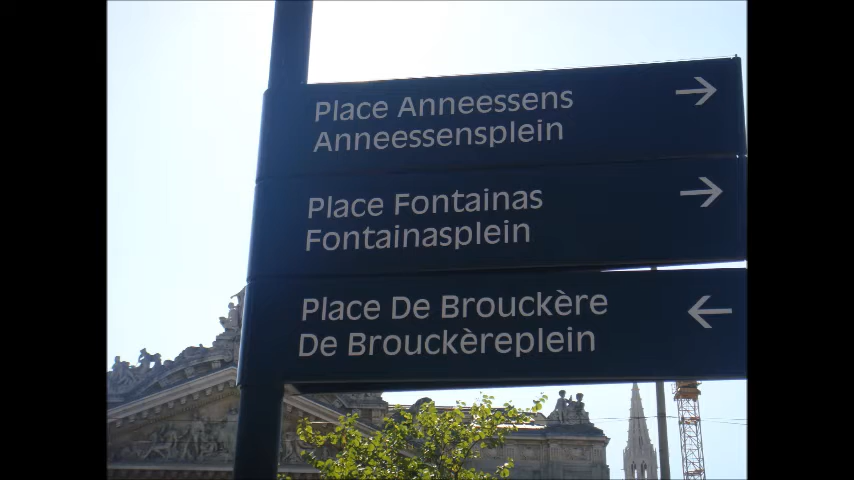 Place Anneessens
Anneessensplein
Place Fontainas
Fontainasplein
Place De Brouckère
De Brouckèreplein